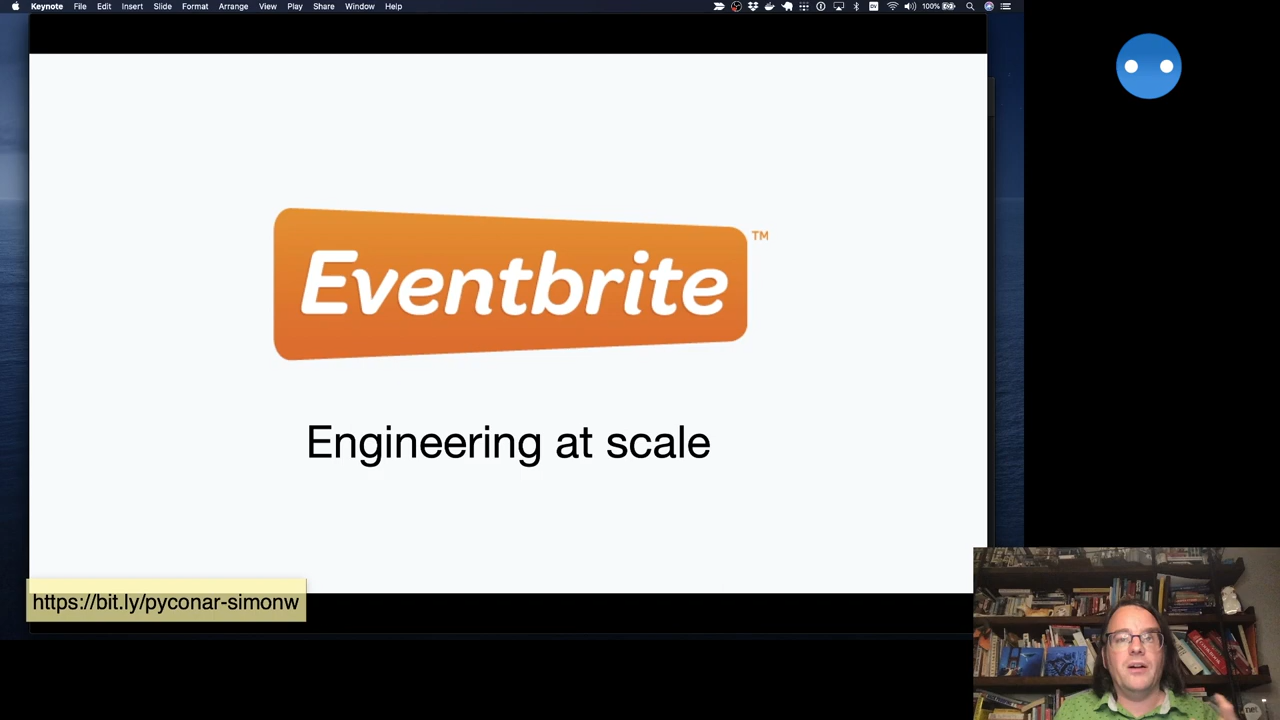 Keynote File Edit Insert Slide Format Arrange View Play Share Window Help 100%
Eventbrite TM
Engineering at scale
https://bit.ly/pyconar-simonw